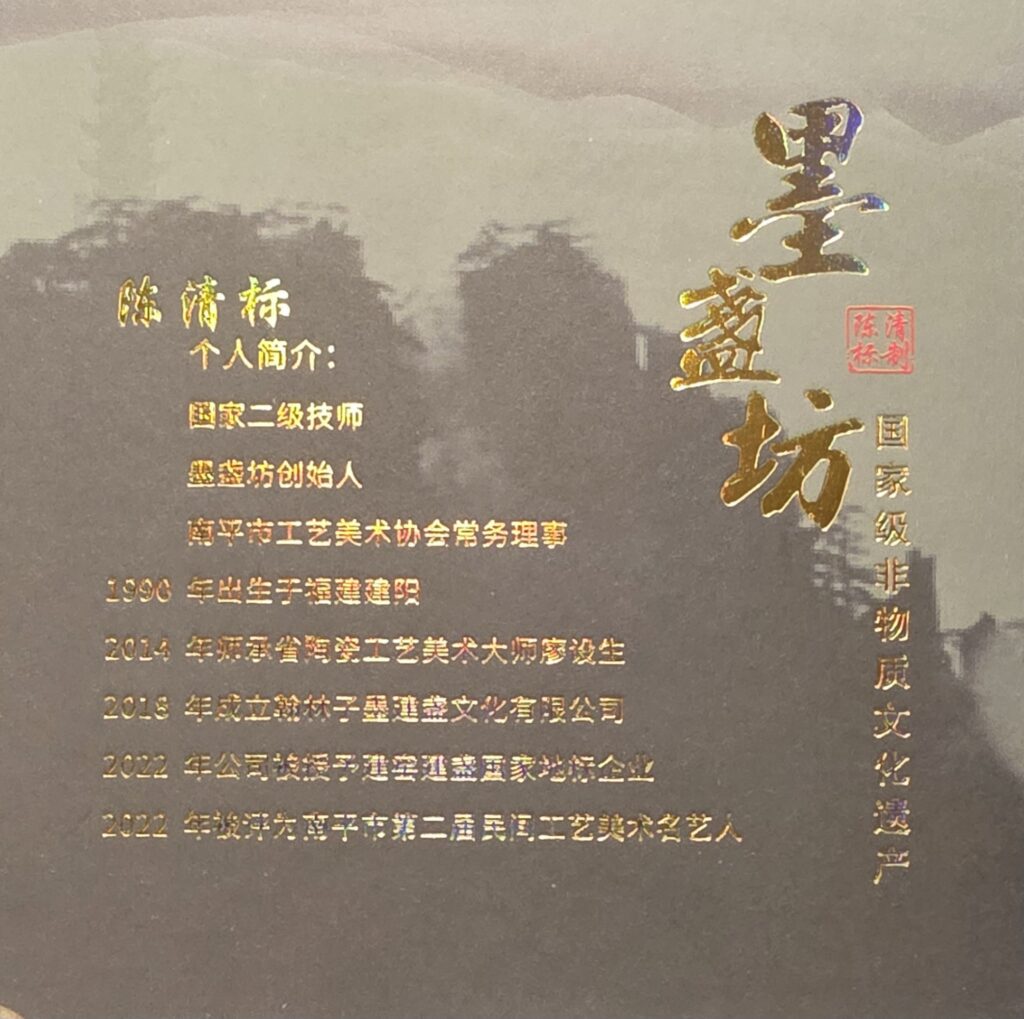 墨盏坊
陈清
标制
国家级非物质文化遗产
陈清标
个人简介：
国家二级技师
墨盏坊创始人
南平市工艺美术协会常务理事
1990 年出生于福建建阳
2014 年师承省陶瓷工艺美术大师廖设生
2018 年成立翰林子墨建盏文化有限公司
2022 年公司被授予建窑建盏国家地标企业
2022 年被评为南平市第二届民间工艺美术名艺人